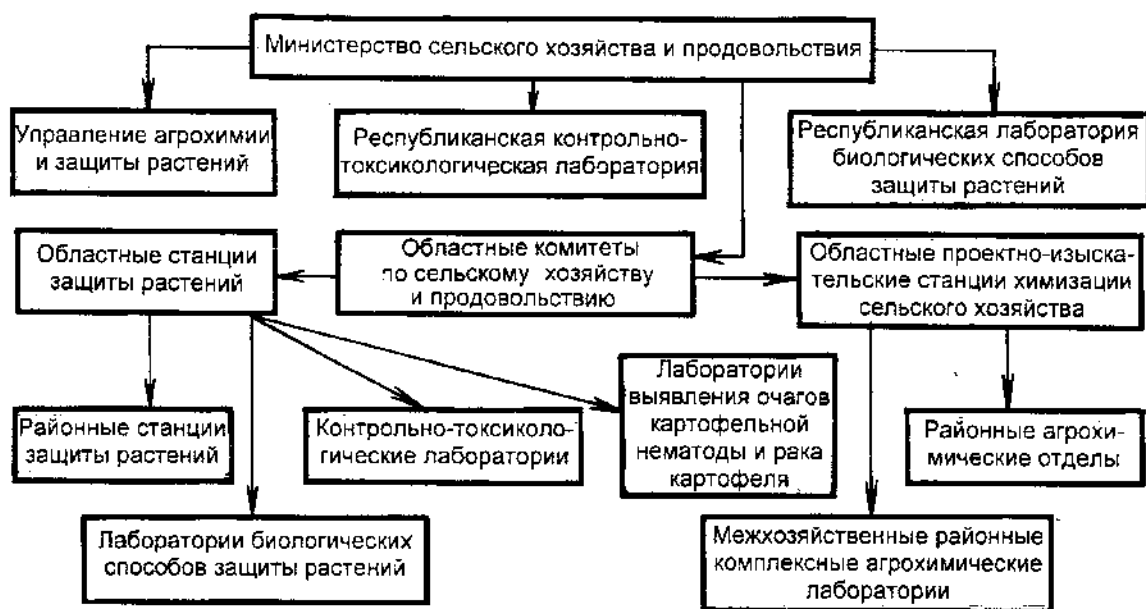 Министерство сельского хозяйства и продовольствия
Управление агрохимии
и защиты растений
Республиканская контрольно-
токсикологическая лаборатория
Республиканская лаборатория
биологических способов
защиты растений
Областные станции
защиты растений
Областные комитеты
по сельскому хозяйству
и продовольствию
Областные проектно-изыска-
тельские станции химизации
сельского хозяйства
Районные станции
защиты растений
Контрольно-токсиколо-
гические лаборатории
Лаборатории
выявления очагов
картофельной
нематоды и рака
картофеля
Районные агрохи-
мические отделы
Лаборатории биологических
способов защиты растений
Межхозяйственные районные
комплексные агрохимические
лаборатории